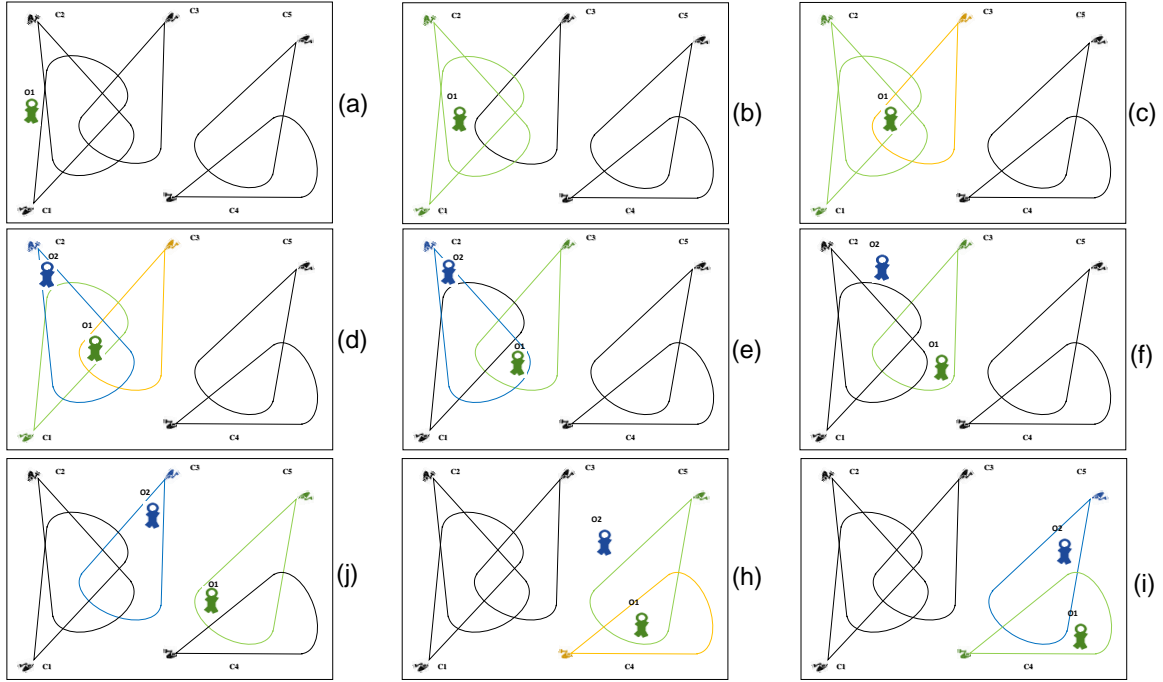 C2 C3 C5
O1
C1 C4
(a)
C2 C3 C5
O1
C1 C4
(b)
C2 C3 C5
O1
C1 C4
(c)
C2 C3 C5
O2
O1
C1 C4
(d)
C2 C3 C5
O2
O1
C1 C4
(e)
C2 C3 C5
O2
O1
C1 C4
(f)
C2 C3 C5
O2
O1
C1 C4
(j)
C2 C3 C5
O2
O1
C1 C4
(h)
C2 C3 C5
O2
O1
C1 C4
(i)